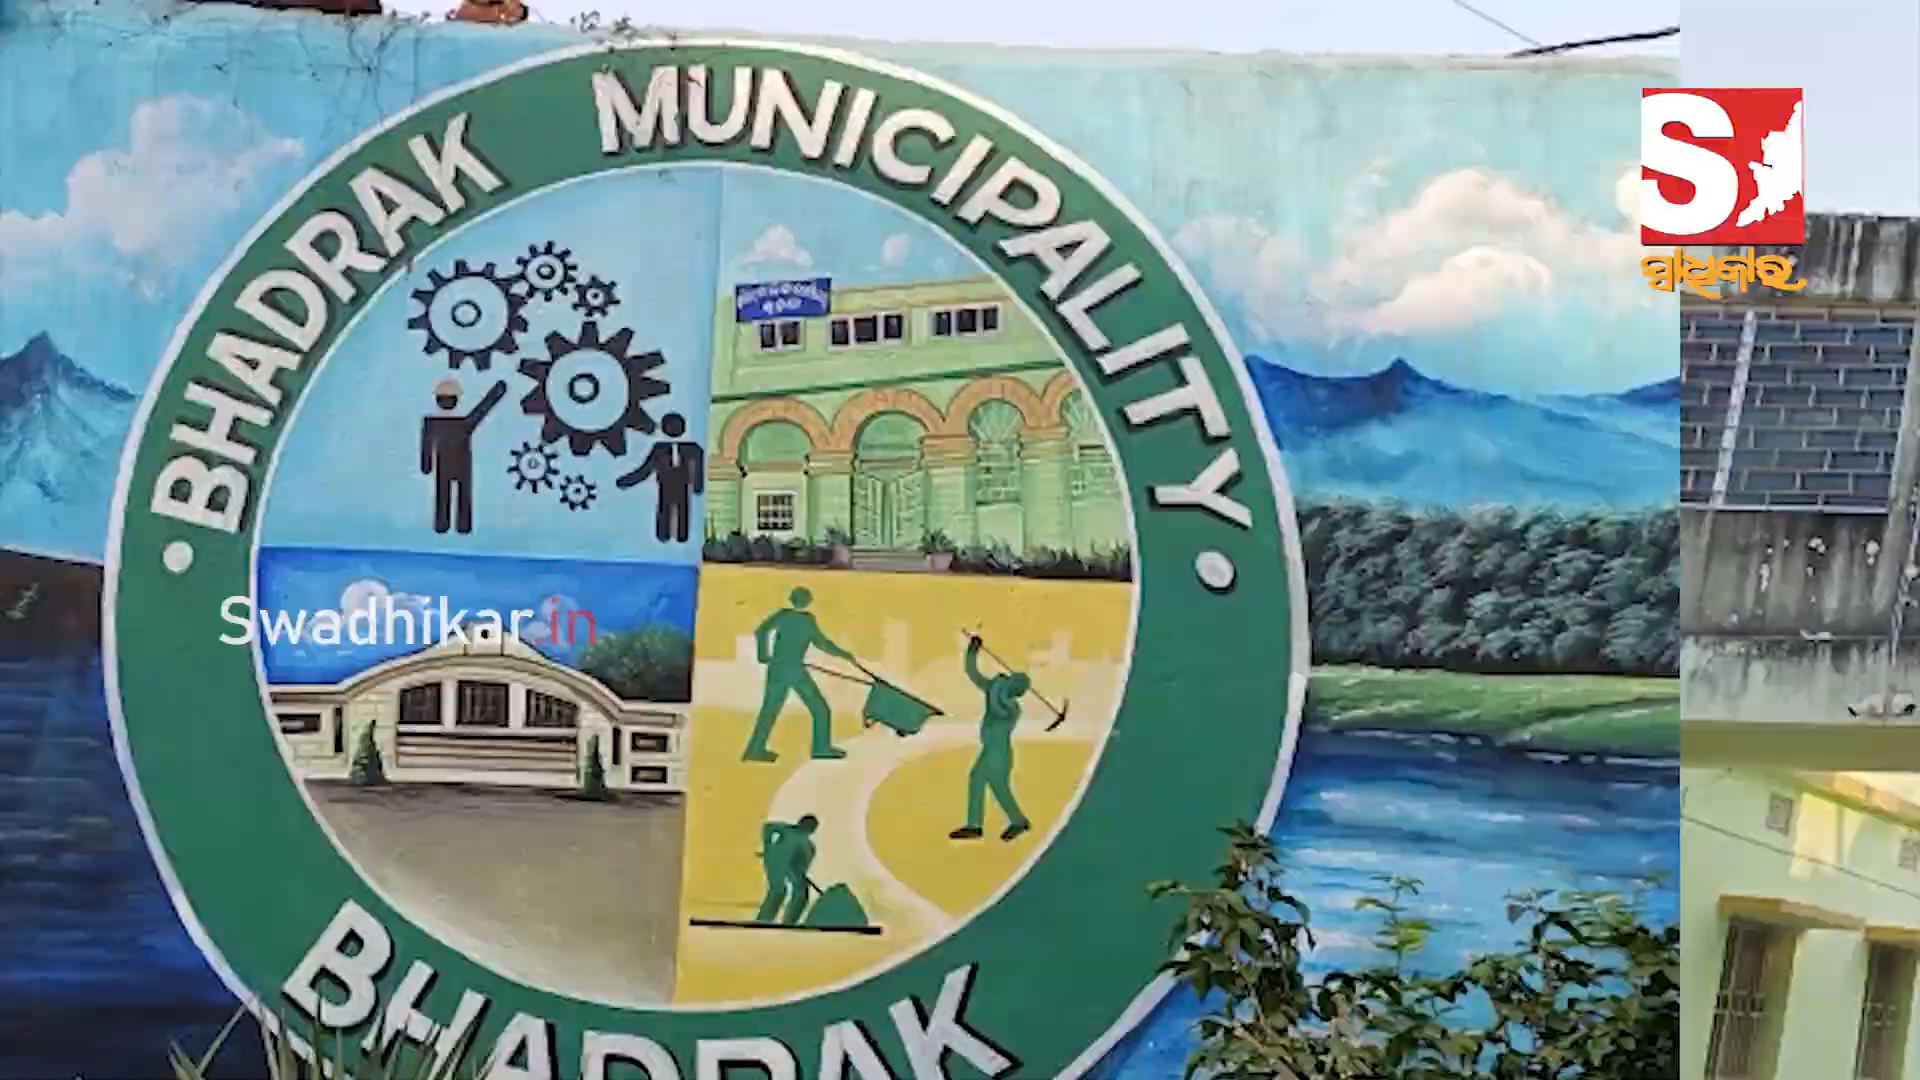 BHADRAK MUNICIPALITY
S
ସ୍ୱାଧିକାର
Swadhikar.in
BHADRAK